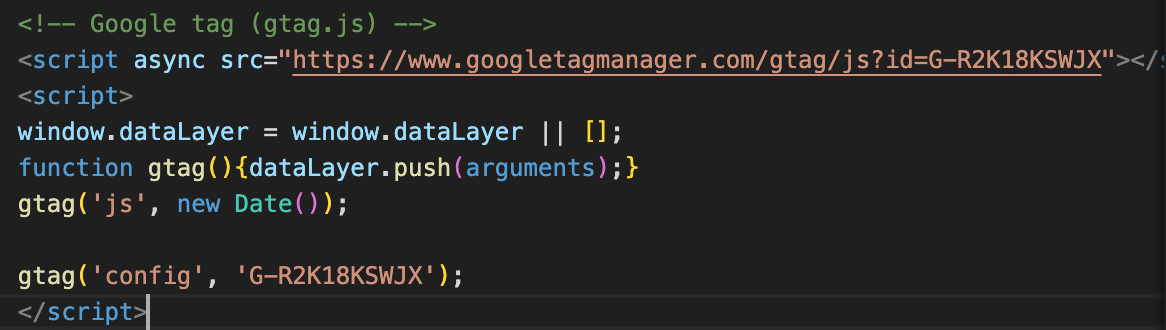 <!-- Google tag (gtag.js) -->
<script async src="https://www.googletagmanager.com/gtag/js?id=G-R2K18KSWJX"></s
<script>
window.dataLayer = window.dataLayer || [];
function gtag(){dataLayer.push(arguments);}
gtag('js', new Date());

gtag('config', 'G-R2K18KSWJX');
</script>